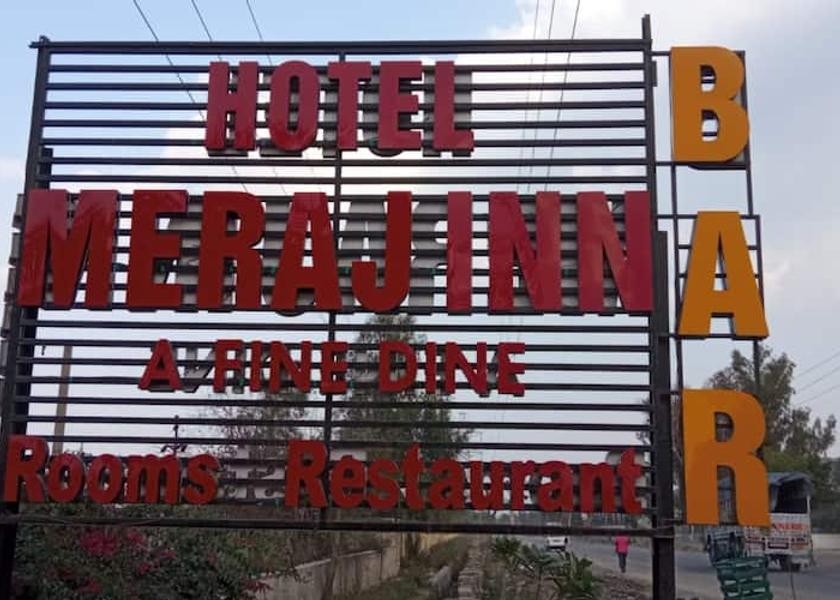 HOTEL
MERAJ INN
A FINE DINE
Rooms Restaurant
BAR